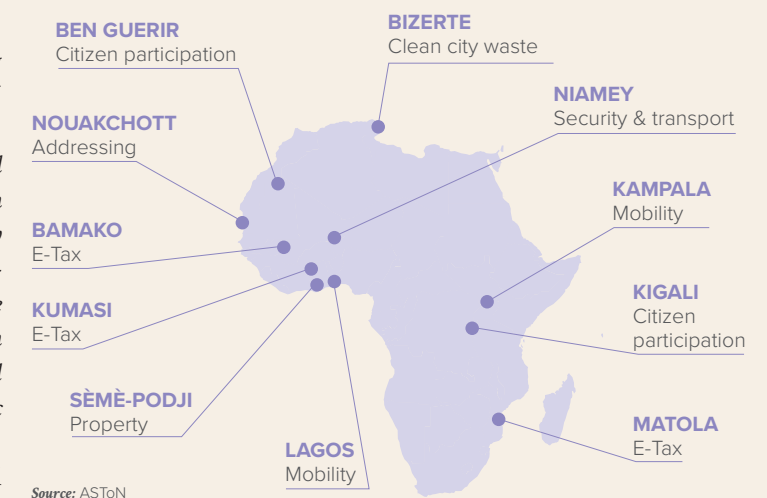 BEN GUERIR
Citizen participation
BIZERTE
Clean city waste
NIAMEY
Security & transport
NOUAKCHOTT
Addressing
KAMPALA
Mobility
BAMAKO
E-Tax
KIGALI
Citizen
participation
KUMASI
E-Tax
SÈMÈ-PODJI
Property
MATOLA
E-Tax
LAGOS
Mobility
Source: ASToN